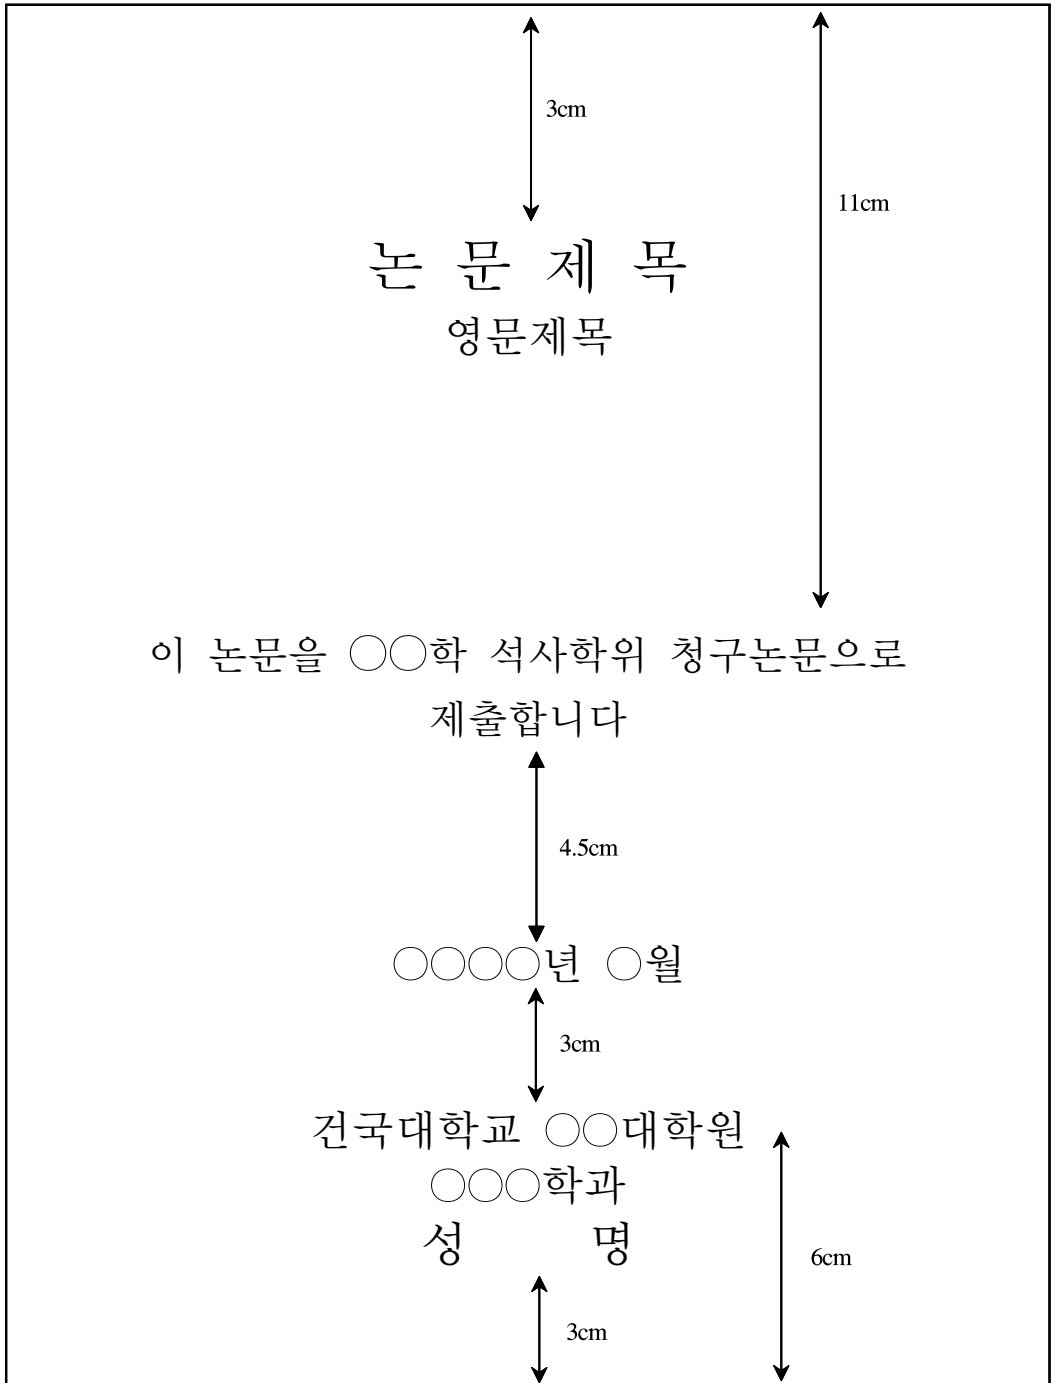 3cm
11cm
논 문 제 목
영문제목
이 논문을 ○○학 석사학위 청구논문으로
제출합니다
4.5cm
○○○○년 ○월
3cm
건국대학교 ○○대학원
○○○학과
성 명
6cm
3cm